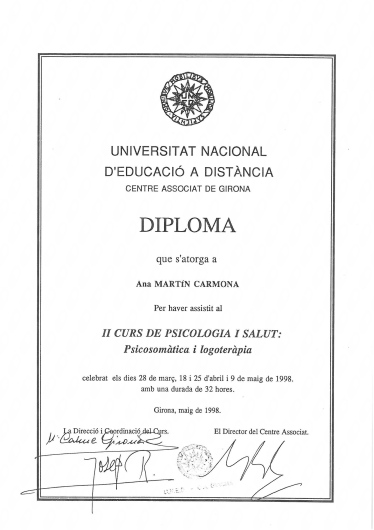 UNIVERSITAT NACIONAL
D'EDUCACIÓ A DISTÀNCIA
CENTRE ASSOCIAT DE GIRONA
DIPLOMA
que s'atorga a
Ana MARTÍN CARMONA
Per haver assistit al
II CURS DE PSICOLOGIA I SALUT:
Psicosomàtica i logoteràpia
celebrat els dies 28 de març, 18 i 25 d'abril i 9 de maig de 1998.
amb una durada de 32 hores.
Girona, maig de 1998.
La Direcció i Coordinació del Curs.
El Director del Centre Associat.
Josep R.